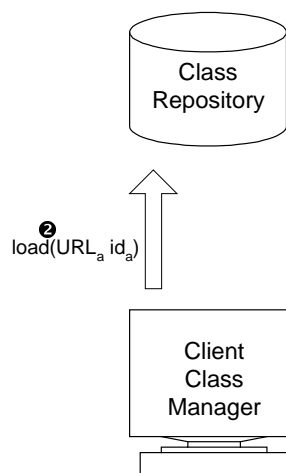 Class
Repository
❷
load(URLₐ idₐ)
Client
Class
Manager